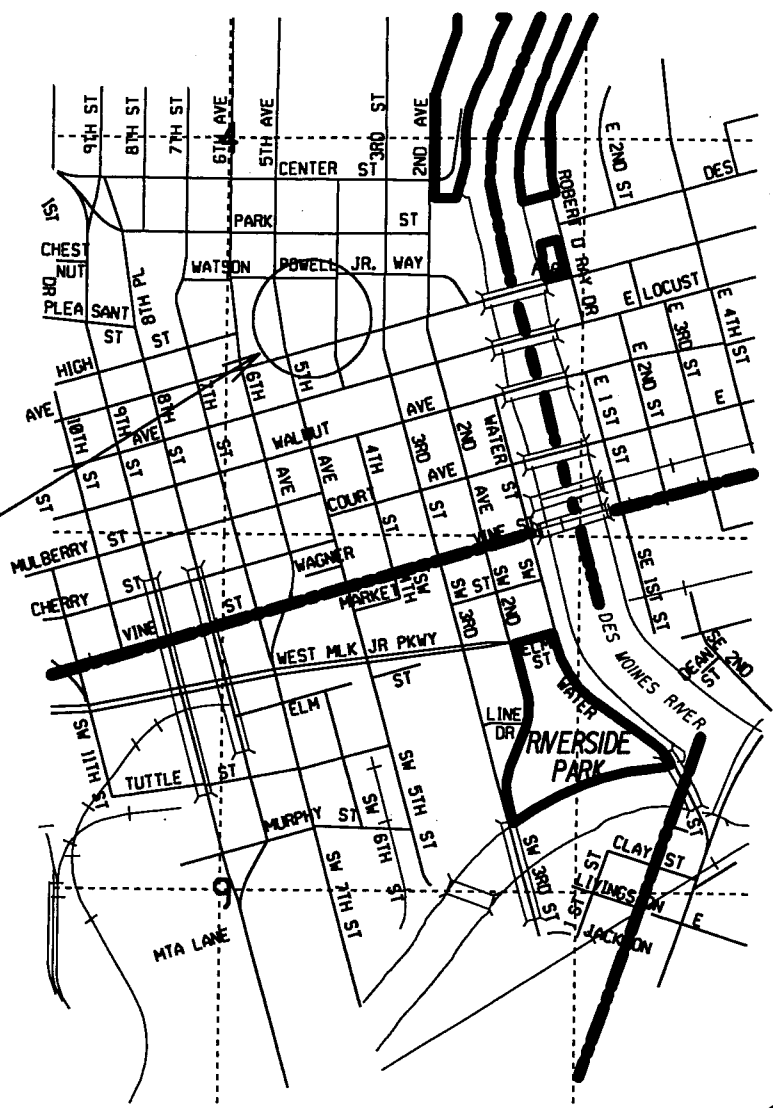 9TH ST
8TH ST
7TH ST
6TH AVE
5TH AVE
3RD ST
2ND AVE
E 2ND ST
DES
CENTER ST
ROBERT D RAY DR
1ST
PARK ST
CHEST
NUT
DR
WATSON POWELL JR. WAY
8TH PL
PLEA SANT
ST
ST
E LOCUST
E 4TH ST
E 3RD ST
E 2ND ST
HIGH
5TH
6TH
7TH
8TH
9TH
10TH
AVE
AVE
AVE
E 1 ST ST
E
WALNUT
2ND
3RD
4TH
WATER ST
AVE
AVE
AVE
AVE
ST
ST
ST
ST
ST
ST
COURT
MULBERRY ST
WAGNER
VINE
CHERRY ST
MARKET ST
VINE ST
SW 4TH
SW 3RD
SW 2ND
SW
SE 1ST ST
DES MOINES RIVER
WEST MLK JR PKWY
ELM
ST
SE 2ND
DEAN ST
ELM
ST
WATER
LINE
DR
RIVERSIDE
PARK
SW 11TH ST
TUTTLE ST
SW 5TH ST
MURPHY ST
SW 6TH ST
ST
CLAY ST
SW 7TH ST
SW 3RD ST
9
LIVINGSTON
E
1 ST
ST
JACKSON
MTA LANE